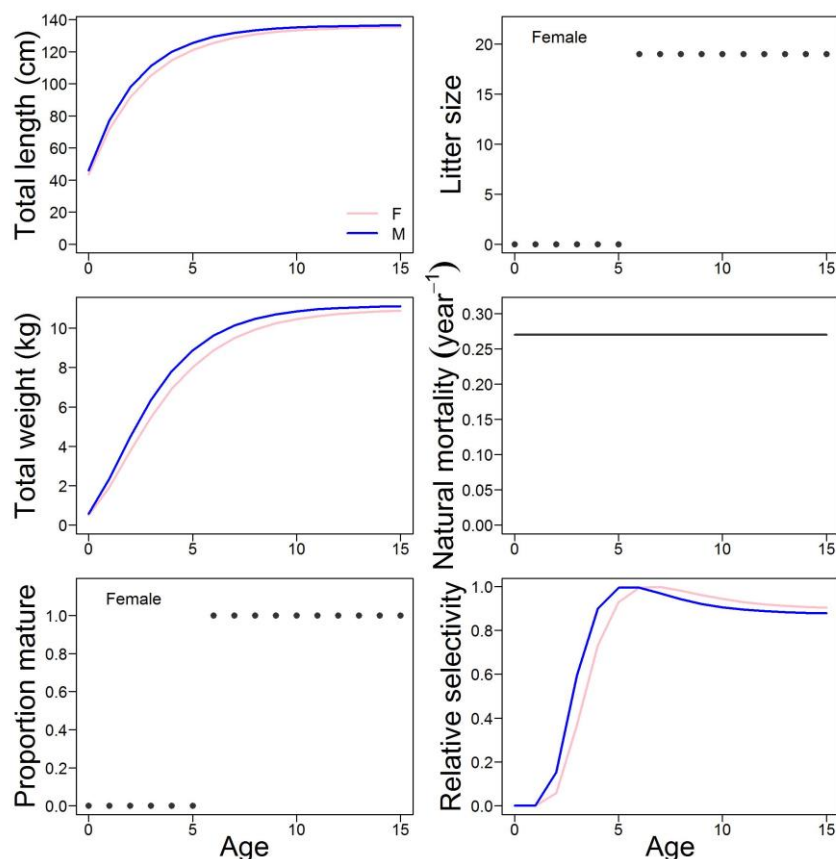 Total length (cm)
140
120
100
80
60
40
20
0
F
M
0 5 10 15
Litter size
Female
20
15
10
5
0
0 5 10 15
Total weight (kg)
10
8
6
4
2
0
0 5 10 15
Natural mortality (year⁻¹)
0.30
0.25
0.20
0.15
0.10
0.05
0.00
0 5 10 15
Proportion mature
Female
1.0
0.8
0.6
0.4
0.2
0.0
0 5 10 15
Age
Relative selectivity
1.0
0.8
0.6
0.4
0.2
0.0
0 5 10 15
Age